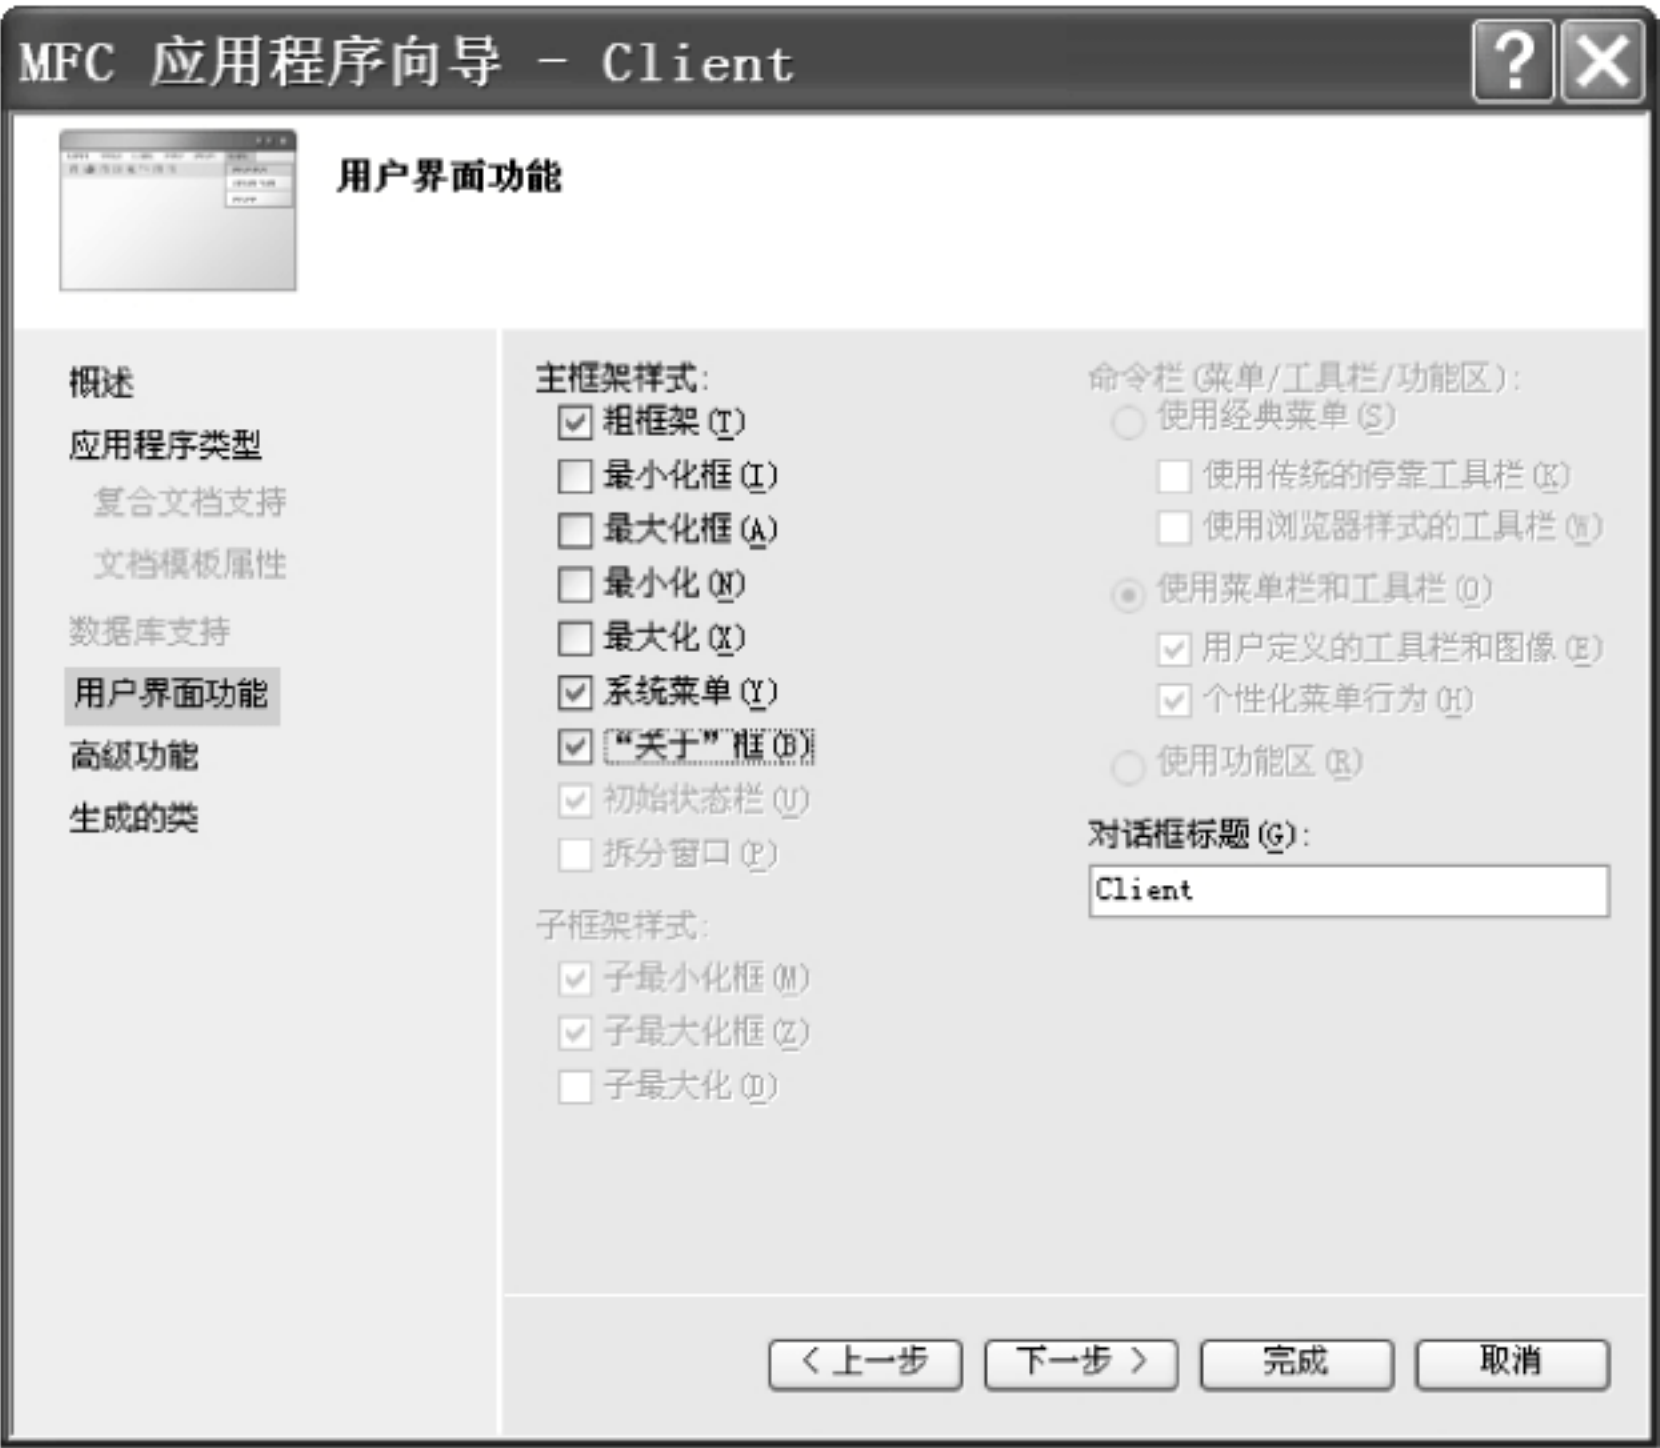 MFC 应用程序向导 - Client
用户界面功能
概述
应用程序类型
复合文档支持
文档模板属性
数据库支持
用户界面功能
高级功能
生成的类
主框架样式:
粗框架(T)
最小化框(I)
最大化框(A)
最小化(N)
最大化(X)
系统菜单(Y)
“关于”框(B)
初始状态栏(U)
拆分窗口(P)
子框架样式:
子最小化框(M)
子最大化框(Z)
子最大化(D)
命令栏(菜单/工具栏/功能区):
使用经典菜单(S)
使用传统的停靠工具栏(K)
使用浏览器样式的工具栏(W)
使用菜单栏和工具栏(O)
用户定义的工具栏和图像(E)
个性化菜单行为(H)
使用功能区(R)
对话框标题(G):
Client
< 上一步
下一步 >
完成
取消